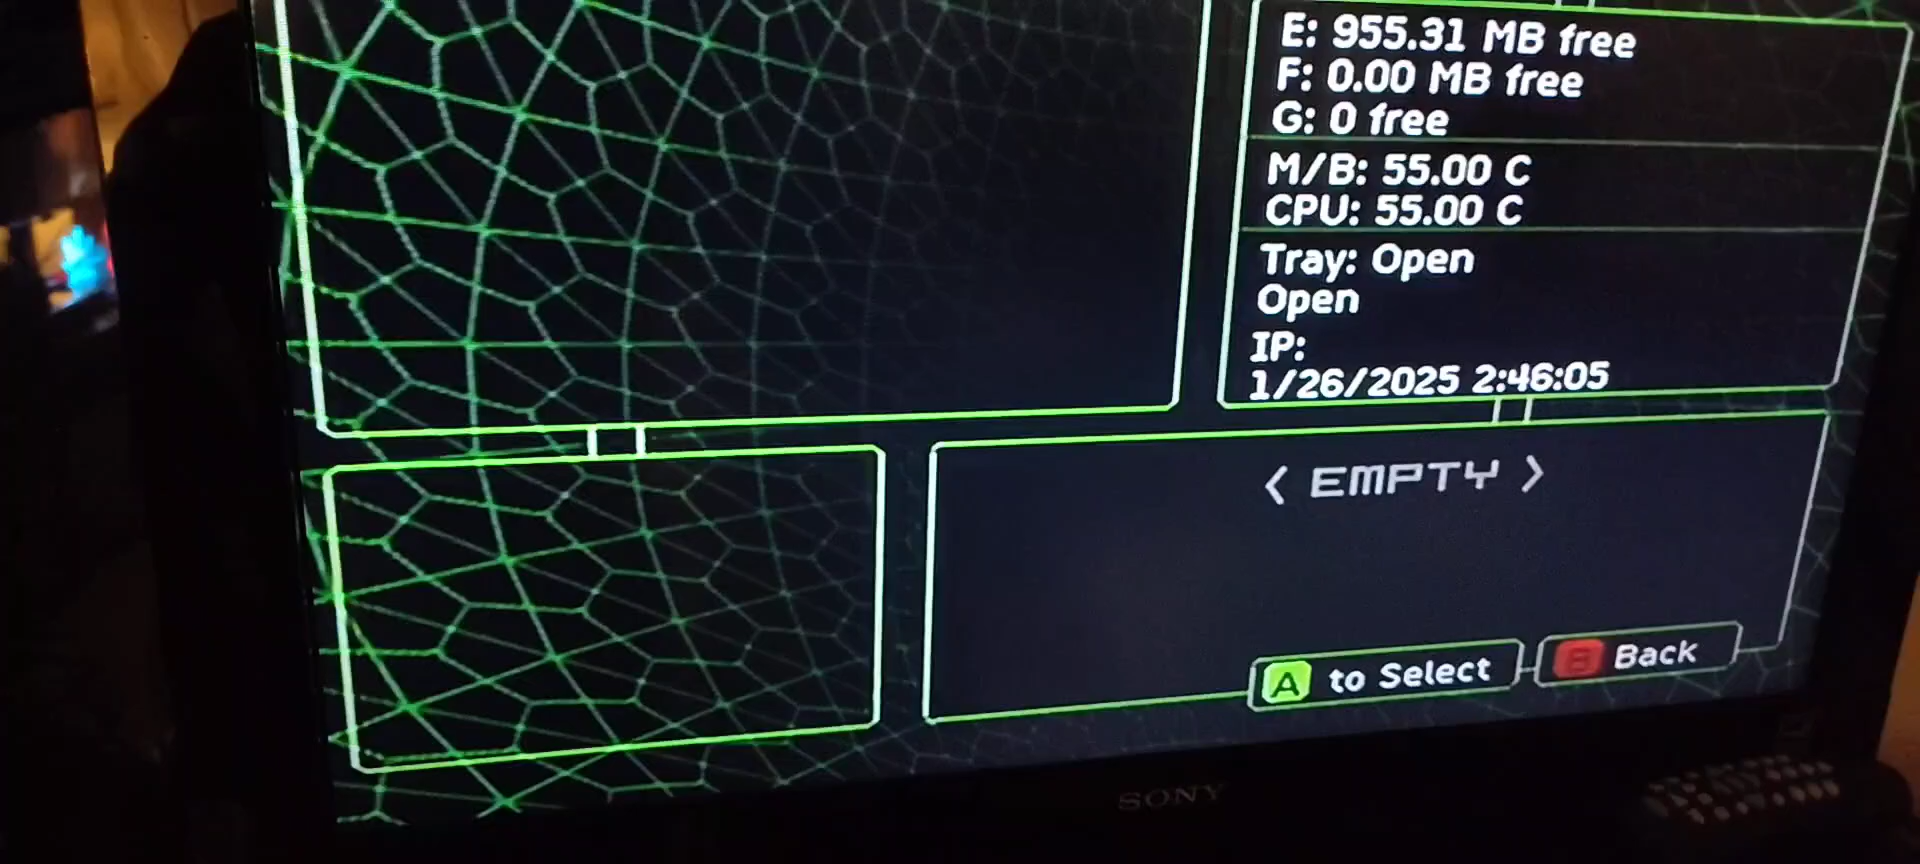 E: 955.31 MB free
F: 0.00 MB free
G: 0 free
M/B: 55.00 C
CPU: 55.00 C
Tray: Open
Open
IP:
1/26/2025 2:46:05
< EMPTY >
A to Select
B Back
SONY